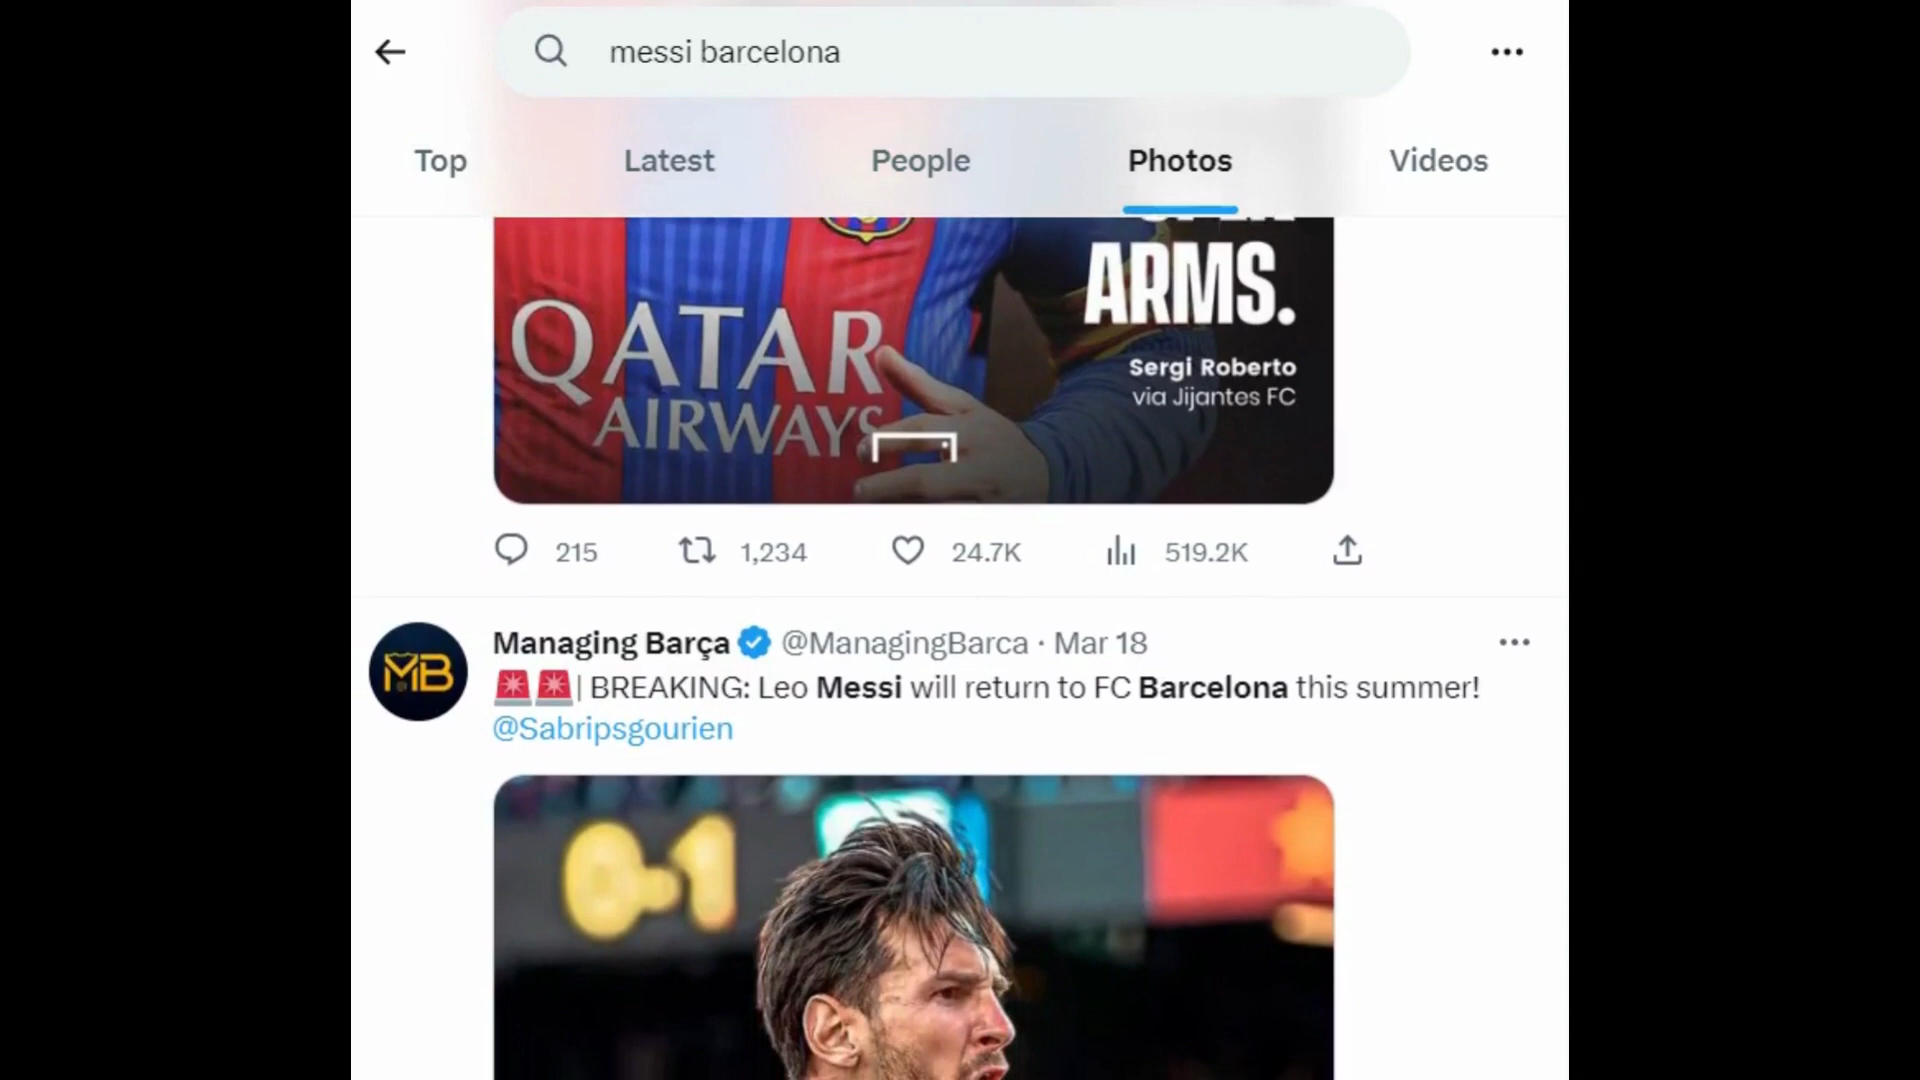 messi barcelona
Top Latest People Photos Videos
ARMS.
QATAR
AIRWAYS
Sergi Roberto
via Jijantes FC
215 1,234 24.7K 519.2K
MB
Managing Barça @ManagingBarca · Mar 18
🚨🚨| BREAKING: Leo Messi will return to FC Barcelona this summer!
@Sabripsgourien
0-1